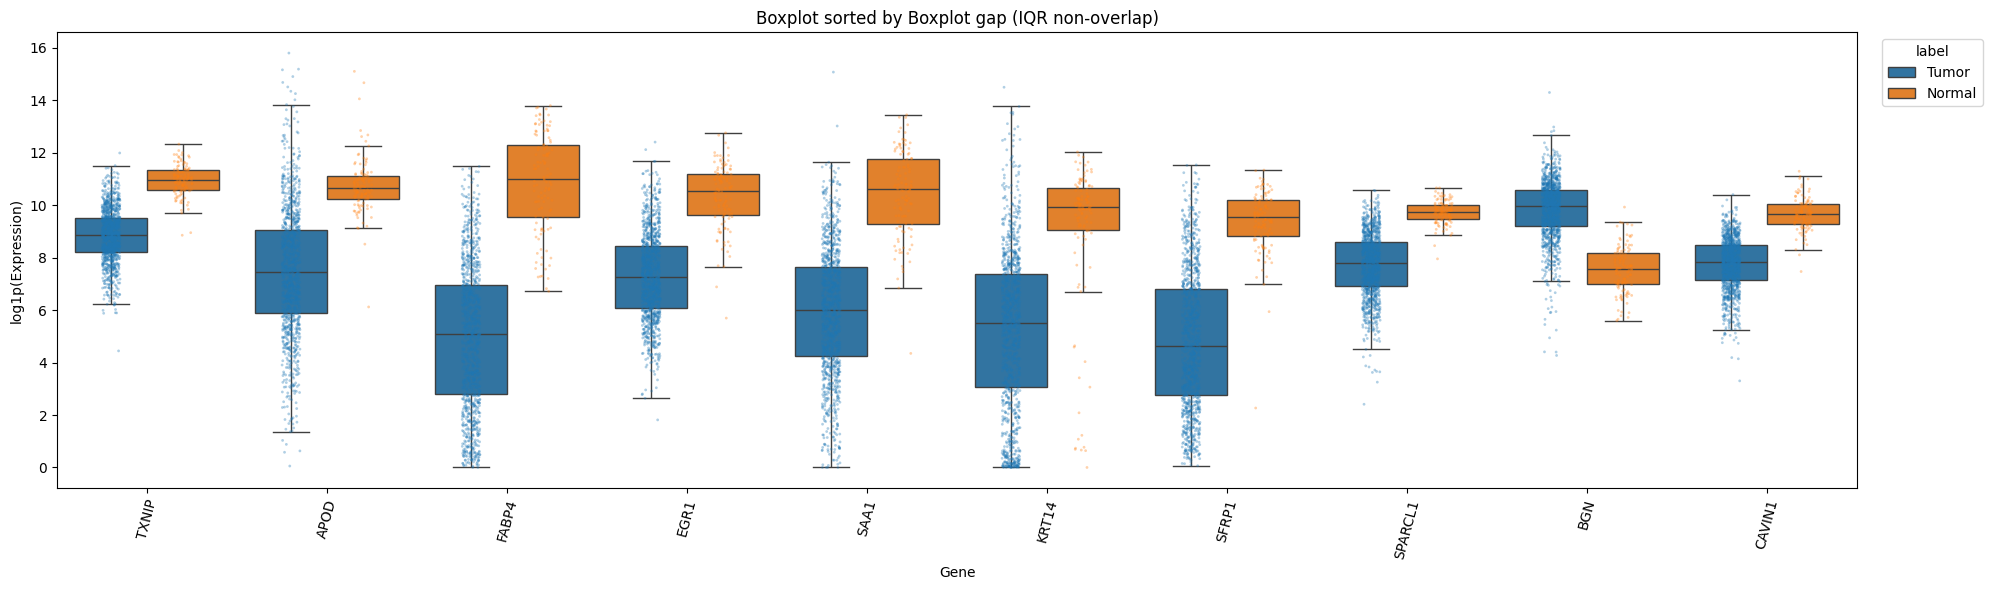 Boxplot sorted by Boxplot gap (IQR non-overlap)
label
Tumor
Normal
log1p(Expression)
16
14
12
10
8
6
4
2
0
TXNIP
APOD
FABP4
EGR1
SAA1
KRT14
SFRP1
SPARCL1
BGN
CAVIN1
Gene